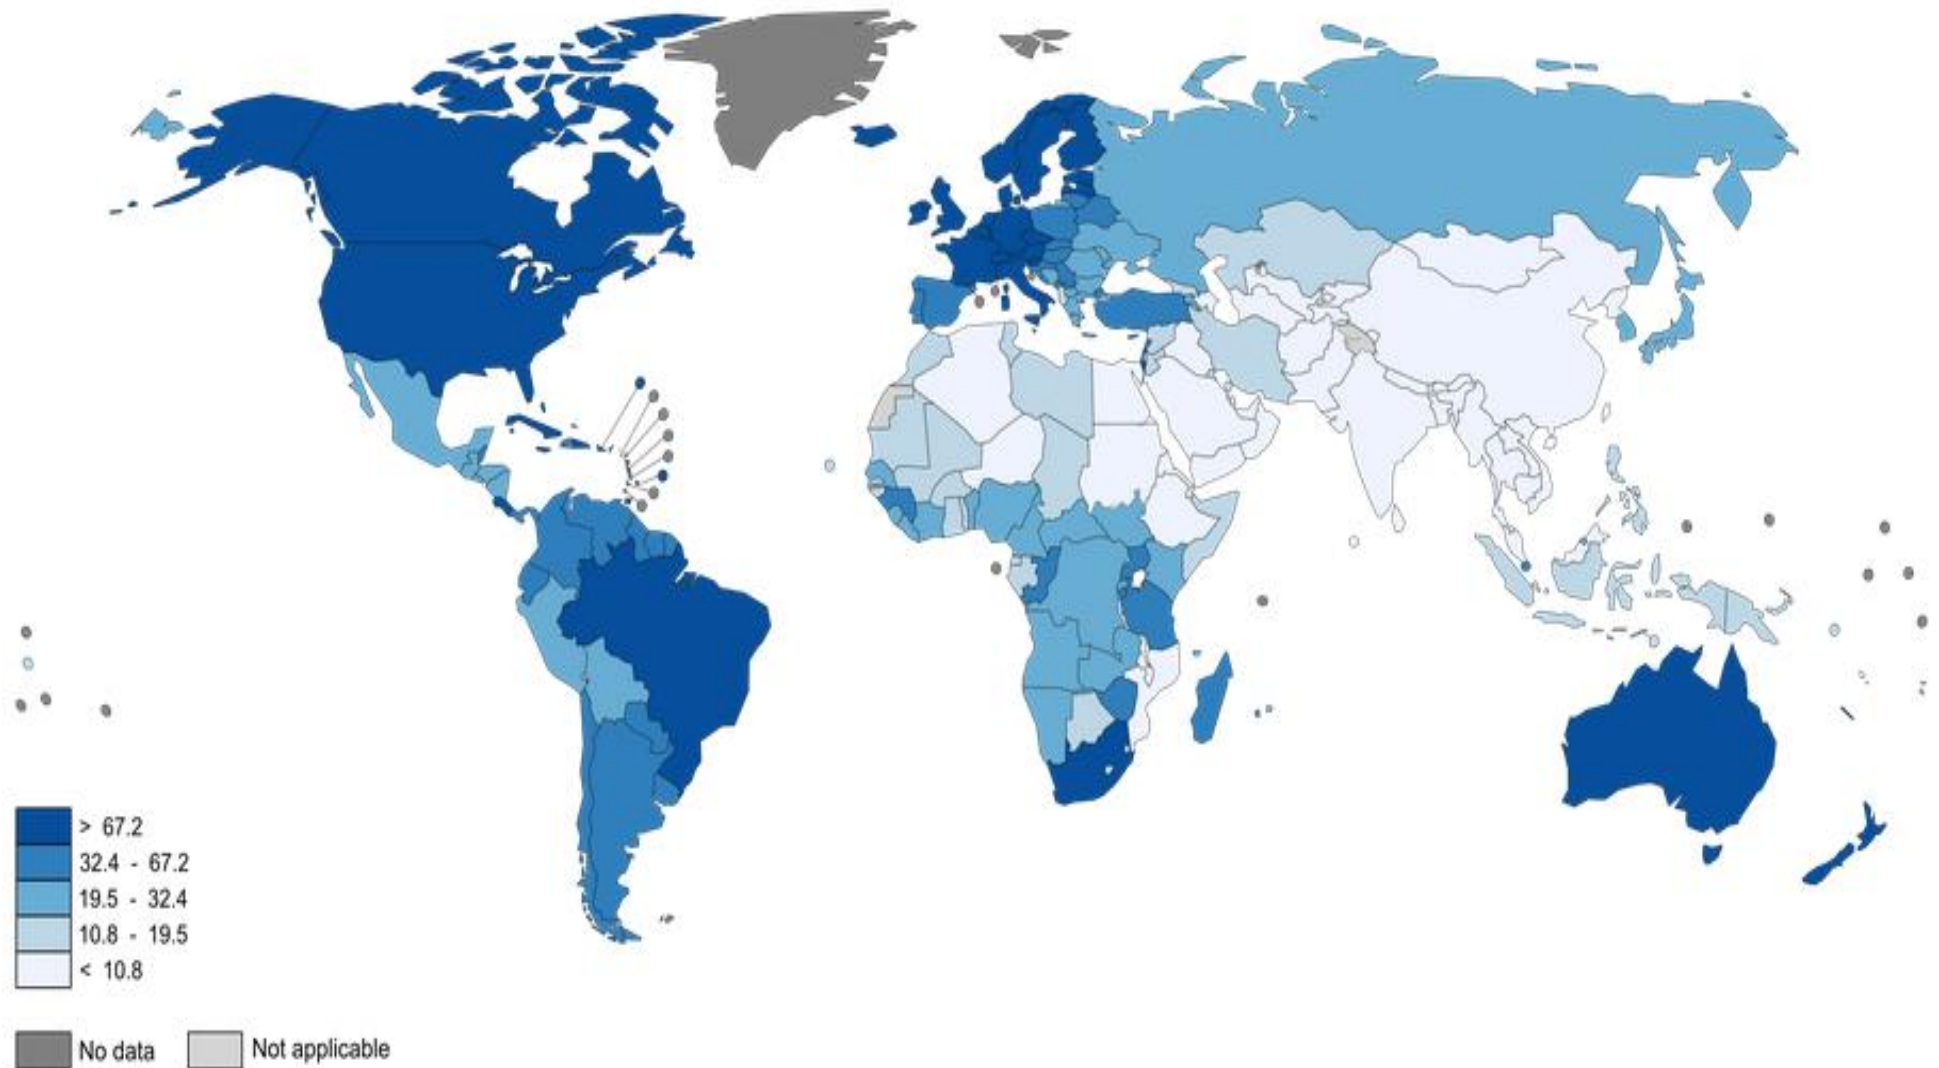 > 67.2
32.4 - 67.2
19.5 - 32.4
10.8 - 19.5
< 10.8
No data
Not applicable